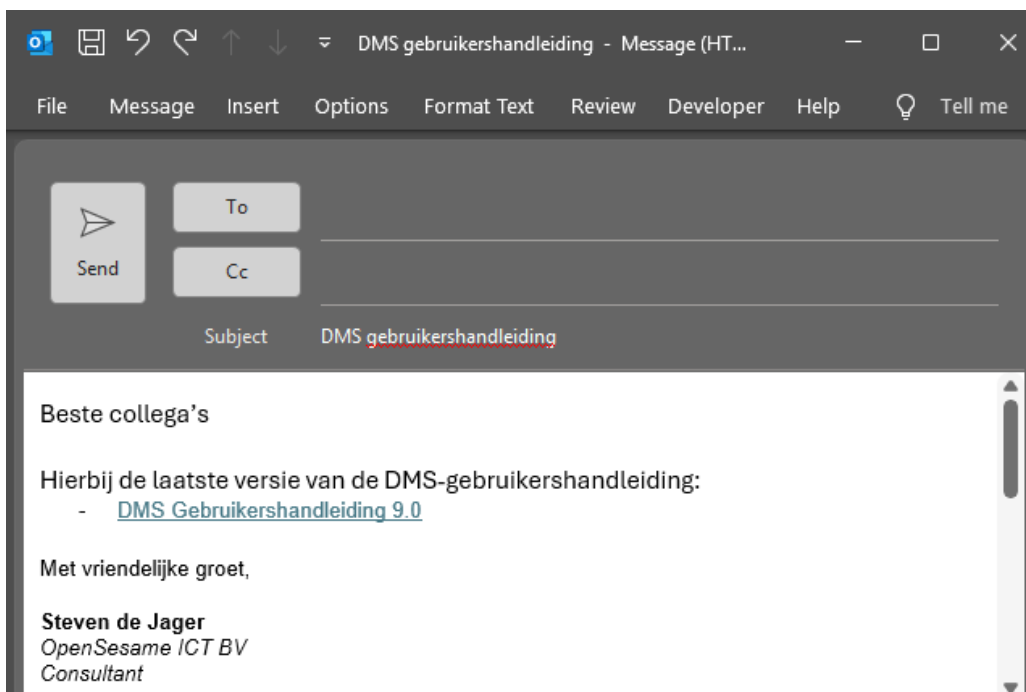 DMS gebruikershandleiding - Message (HT...
File Message Insert Options Format Text Review Developer Help Tell me
To
Send
Cc
Subject DMS gebruikershandleiding
Beste collega’s
Hierbij de laatste versie van de DMS-gebruikershandleiding:
- DMS Gebruikershandleiding 9.0
Met vriendelijke groet,
Steven de Jager
OpenSesame ICT BV
Consultant